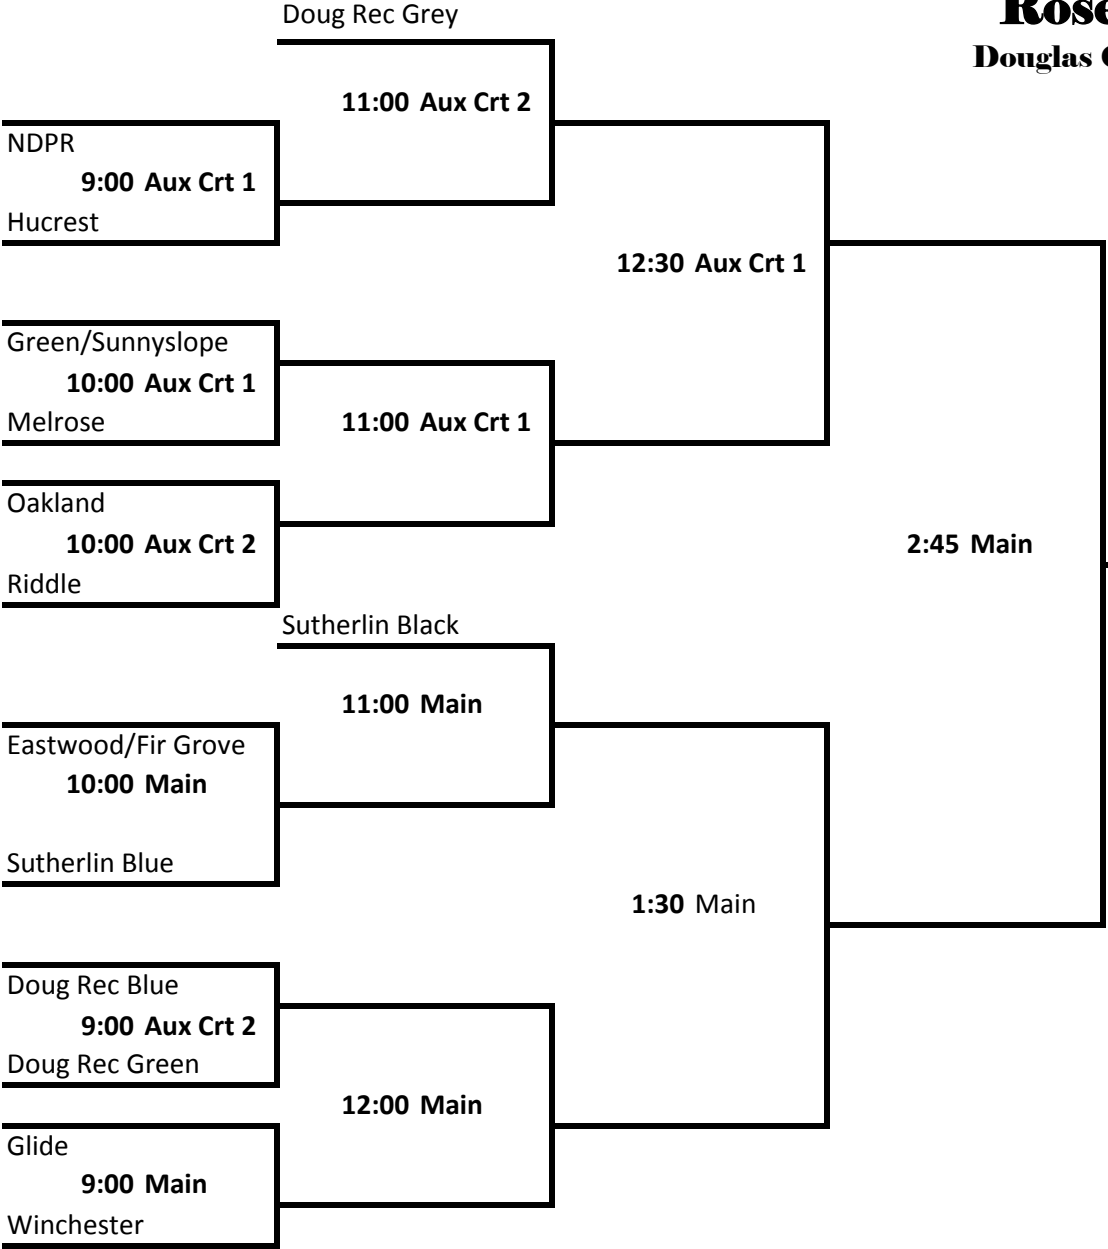 Doug Rec Grey
Douglas
11:00 Aux Crt 2
NDPR
9:00 Aux Crt 1
Hucrest
12:30 Aux Crt 1
Green/Sunnyslope
10:00 Aux Crt 1
Melrose
11:00 Aux Crt 1
Oakland
10:00 Aux Crt 2
2:45 Main
Riddle
Sutherlin Black
11:00 Main
Eastwood/Fir Grove
10:00 Main
Sutherlin Blue
1:30 Main
Doug Rec Blue
9:00 Aux Crt 2
Doug Rec Green
12:00 Main
Glide
9:00 Main
Winchester